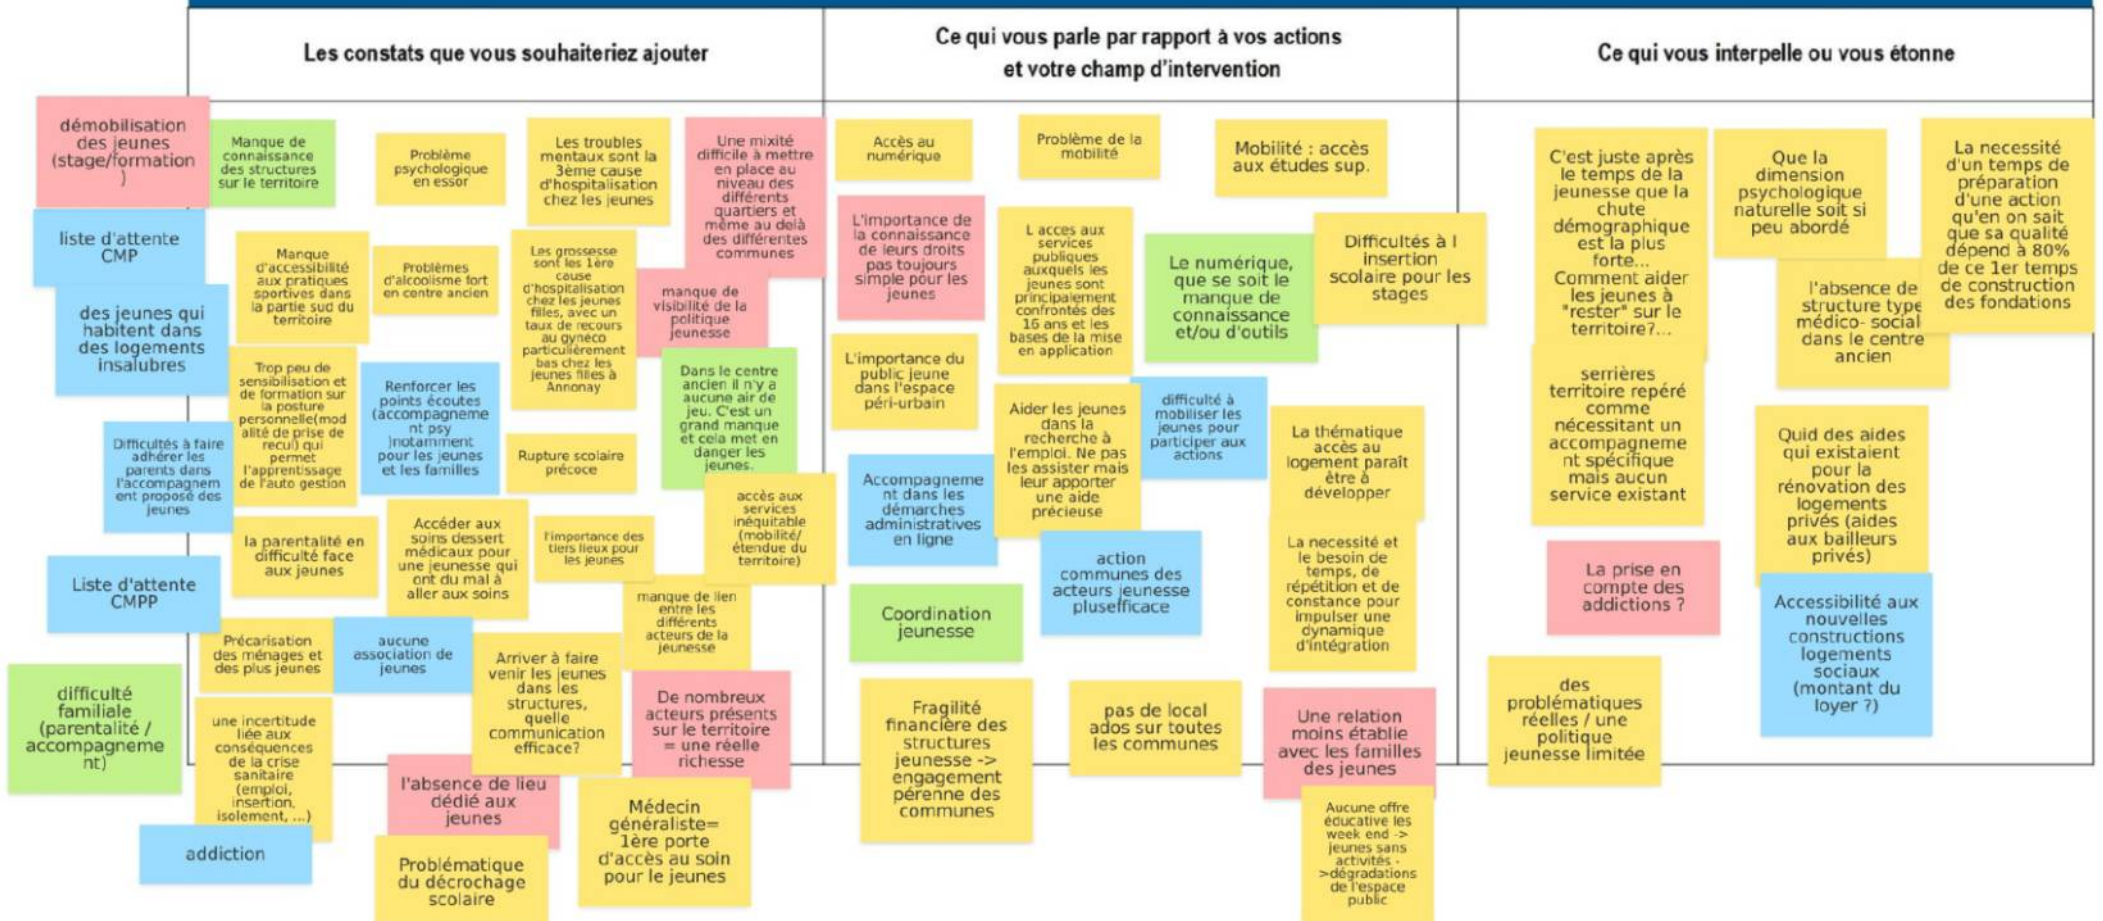 Les constats que vous souhaiteriez ajouter
Ce qui vous parle par rapport à vos actions
et votre champ d'intervention
Ce qui vous interpelle ou vous étonne
démobilisation
des jeunes
(stage/formation
)
Manque de
connaissance
des structures
sur le territoire
Problème
psychologique
en essor
Les troubles
mentaux sont la
3ème cause
d'hospitalisation
chez les jeunes
Une mixité
difficile à mettre
en place au
niveau des
différents
quartiers et
même au delà
des différentes
communes
liste d'attente
CMP
Manque
d'accessibilité
aux pratiques
sportives dans
la partie sud du
territoire
Problèmes
d'alcoolisme fort
en centre ancien
Les grossesse
sont les 1ère
cause
d'hospitalisation
chez les jeunes
filles, avec un
taux de recours
au gynéco
particulièrement
bas chez les
jeunes filles à
Annonay
manque de
visibilité de la
politique
jeunesse
des jeunes qui
habitent dans
des logements
insalubres
Trop peu de
sensibilisation et
de formation sur
la posture
personnelle(mod
alité de prise de
recul) qui
permet
l'apprentissage
de l'auto gestion
Renforcer les
points écoutes
(accompagneme
nt psy
)notamment
pour les jeunes
et les familles
Dans le centre
ancien il n'y a
aucune air de
jeu. C'est un
grand manque
et cela met en
danger les
jeunes.
Difficultés à faire
adhérer les
parents dans
l'accompagnem
ent proposé des
jeunes
Rupture scolaire
précoce
accès aux
services
inéquitable
(mobilité/
étendue du
territoire)
la parentalité en
difficulté face
aux jeunes
Accéder aux
soins dessert
médicaux pour
une jeunesse qui
ont du mal à
aller aux soins
l'importance des
tiers lieux pour
les jeunes
Liste d'attente
CMPP
manque de lien
entre les
différents
acteurs de la
jeunesse
Précarisation
des ménages et
des plus jeunes
aucune
association de
jeunes
Arriver à faire
venir les jeunes
dans les
structures,
quelle
communication
efficace?
De nombreux
acteurs présents
sur le territoire
= une réelle
richesse
difficulté
familiale
(parentalité /
accompagneme
nt)
une incertitude
liée aux
conséquences
de la crise
sanitaire
(emploi,
insertion,
isolement, ...)
l'absence de lieu
dédié aux
jeunes
Médecin
généraliste=
1ère porte
d'accès au soin
pour le jeunes
addiction
Problématique
du décrochage
scolaire
Accès au
numérique
Problème de la
mobilité
Mobilité : accès
aux études sup.
L'importance de
la connaissance
de leurs droits
pas toujours
simple pour les
jeunes
L acces aux
services
publiques
auxquels les
jeunes sont
principalement
confrontés des
16 ans et les
bases de la mise
en application
Le numérique,
que se soit le
manque de
connaissance
et/ou d'outils
Difficultés à l
insertion
scolaire pour les
stages
L'importance du
public jeune
dans l'espace
péri-urbain
Aider les jeunes
dans la
recherche à
l'emploi. Ne pas
les assister mais
leur apporter
une aide
précieuse
difficulté à
mobiliser les
jeunes pour
participer aux
actions
La thématique
accès au
logement paraît
être à
développer
Accompagneme
nt dans les
démarches
administratives
en ligne
action
communes des
acteurs jeunesse
plusefficace
La necessité et
le besoin de
temps, de
répétition et de
constance pour
impulser une
dynamique
d'intégration
Coordination
jeunesse
Fragilité
financière des
structures
jeunesse ->
engagement
pérenne des
communes
pas de local
ados sur toutes
les communes
Une relation
moins établie
avec les familles
des jeunes
Aucune offre
éducative les
week end ->
jeunes sans
activités -
>dégradations
de l'espace
public
C'est juste après
le temps de la
jeunesse que la
chute
démographique
est la plus
forte...
Comment aider
les jeunes à
"rester" sur le
territoire?...
Que la
dimension
psychologique
naturelle soit si
peu abordé
La necessité
d'un temps de
préparation
d'une action
qu'en on sait
que sa qualité
dépend à 80%
de ce 1er temps
de construction
des fondations
l'absence de
structure type
médico- social
dans le centre
ancien
serrières
territoire repéré
comme
nécessitant un
accompagneme
nt spécifique
mais aucun
service existant
Quid des aides
qui existaient
pour la
rénovation des
logements
privés (aides
aux bailleurs
privés)
La prise en
compte des
addictions ?
Accessibilité aux
nouvelles
constructions
logements
sociaux
(montant du
loyer ?)
des
problématiques
réelles / une
politique
jeunesse limitée